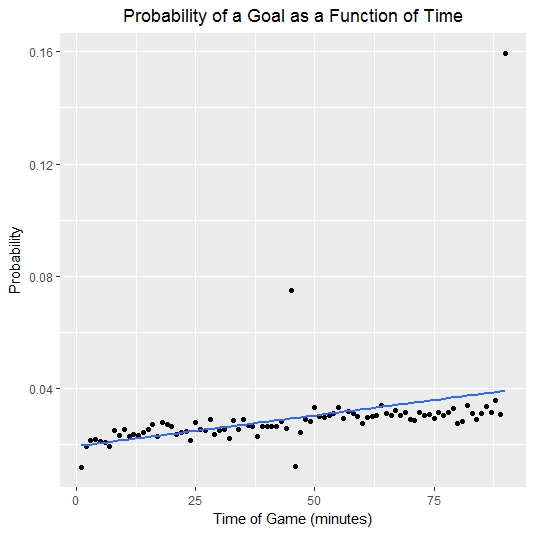 Probability of a Goal as a Function of Time
0.16
0.12
0.08
0.04
Probability
0
25
50
75
Time of Game (minutes)